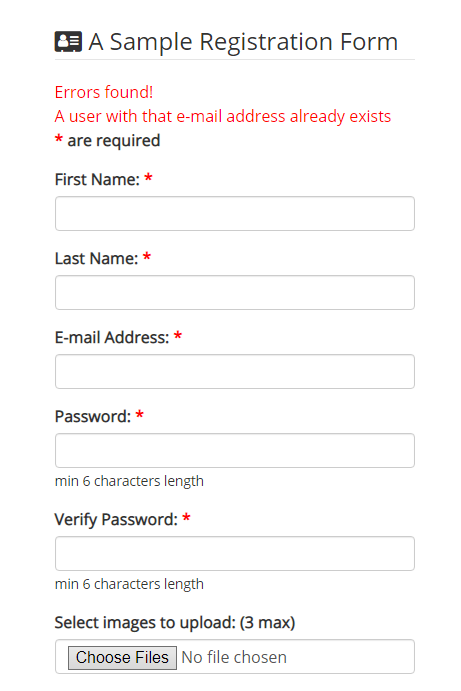 A Sample Registration Form
Errors found!
A user with that e-mail address already exists
* are required
First Name: *
Last Name: *
E-mail Address: *
Password: *
min 6 characters length
Verify Password: *
min 6 characters length
Select images to upload: (3 max)
Choose Files No file chosen